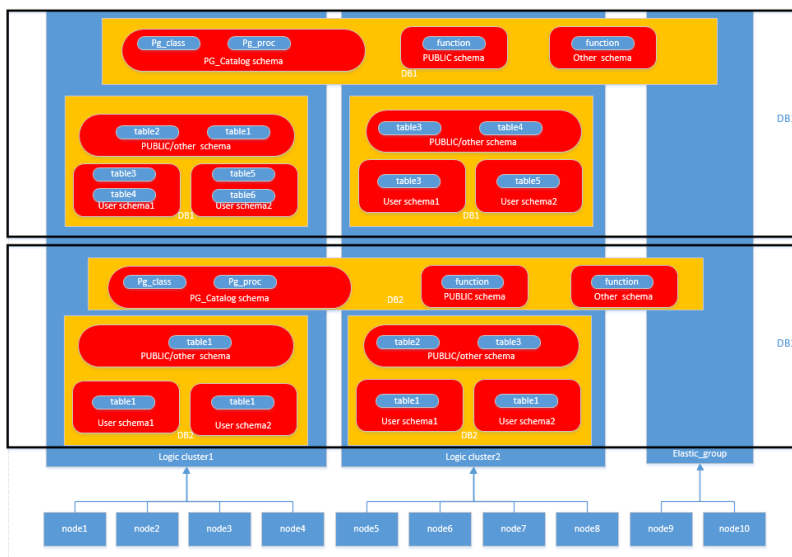 Pg_class
Pg_proc
function
function
PG_Catalog schema
PUBLIC schema
Other schema
DB1
table2
table1
PUBLIC/other schema
table3
table4
PUBLIC/other schema
DB1
table3
table4
User schema1
table5
table6
User schema2
DB1
table3
User schema1
table5
User schema2
DB1
Pg_class
Pg_proc
function
function
PG_Catalog schema
DB2
PUBLIC schema
Other schema
table1
PUBLIC/other schema
table2
table3
PUBLIC/other schema
table1
User schema1
table1
User schema2
DB2
table1
User schema1
table1
User schema2
DB2
Logic cluster1
Logic cluster2
Elastic_group
node1
node2
node3
node4
node5
node6
node7
node8
node9
node10